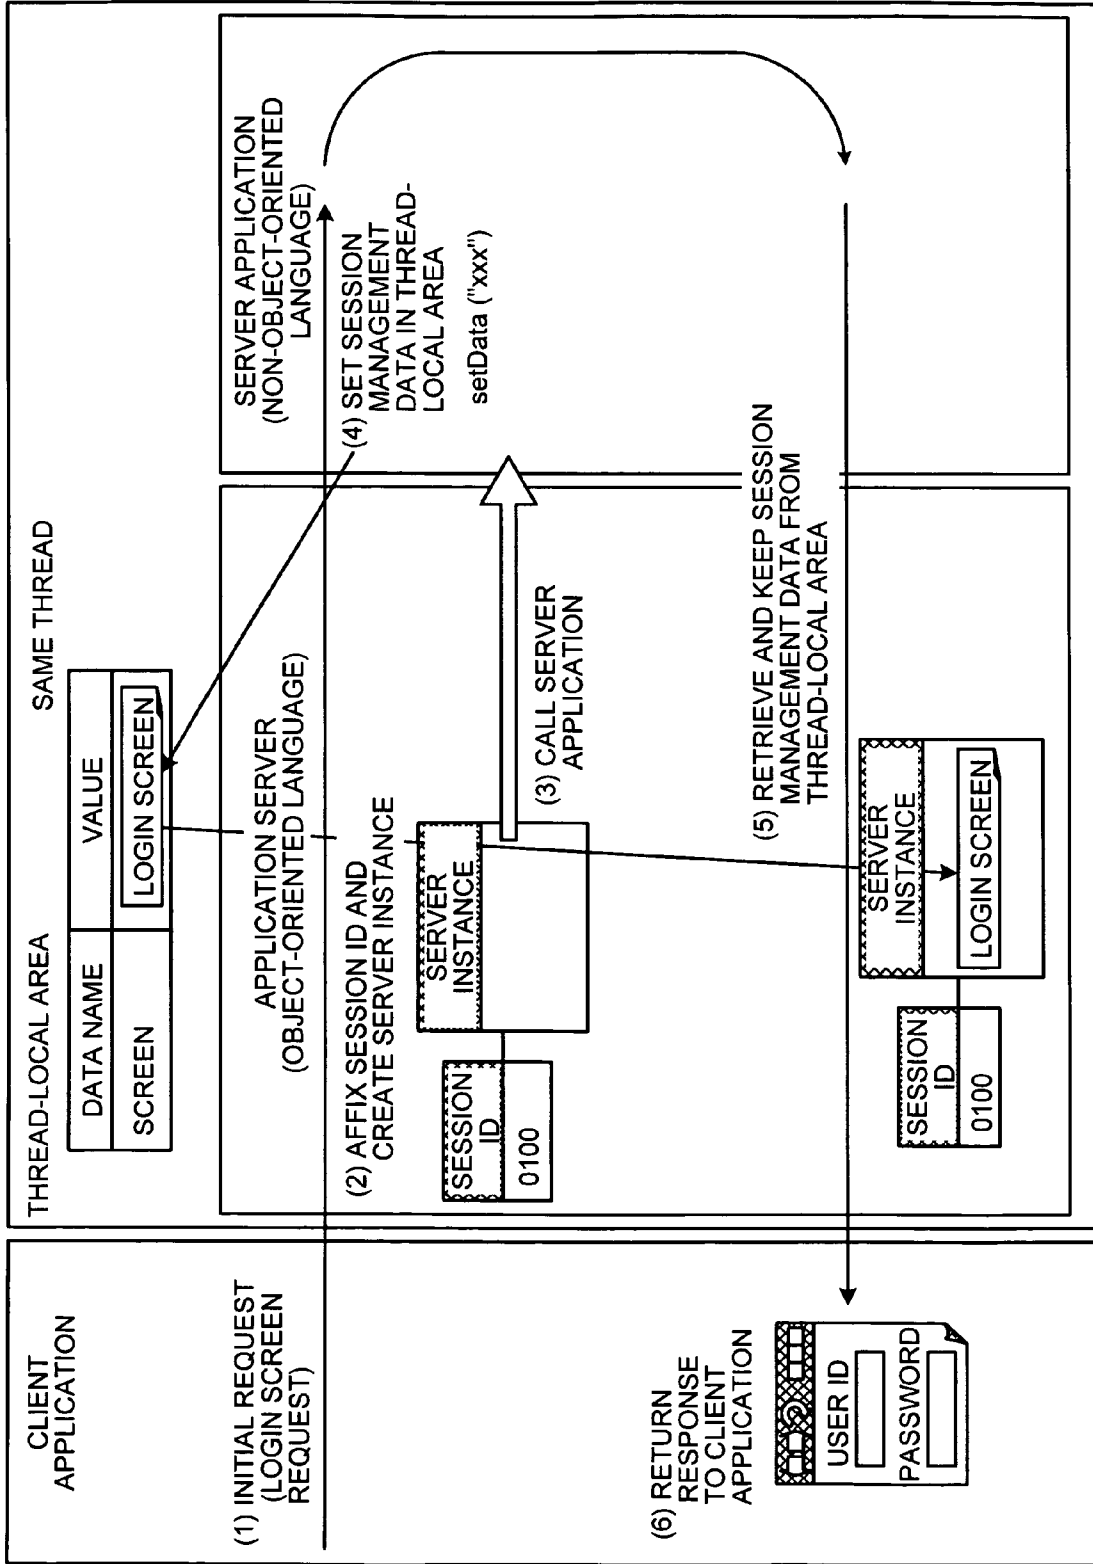 CLIENT
APPLICATION
(1) INITIAL REQUEST
(LOGIN SCREEN
REQUEST)
(6) RETURN
RESPONSE
TO CLIENT
APPLICATION
USER ID
PASSWORD
THREAD-LOCAL AREA
SAME THREAD
DATA NAME
VALUE
SCREEN
LOGIN SCREEN
APPLICATION SERVER
(OBJECT-ORIENTED LANGUAGE)
(2) AFFIX SESSION ID AND
CREATE SERVER INSTANCE
SESSION
ID
0100
SERVER
INSTANCE
(3) CALL SERVER
APPLICATION
(5) RETRIEVE AND KEEP SESSION
MANAGEMENT DATA FROM
THREAD-LOCAL AREA
SESSION
ID
0100
SERVER
INSTANCE
LOGIN SCREEN
SERVER APPLICATION
(NON-OBJECT-ORIENTED
LANGUAGE)
(4) SET SESSION
MANAGEMENT
DATA IN THREAD-
LOCAL AREA
setData ("xxx")